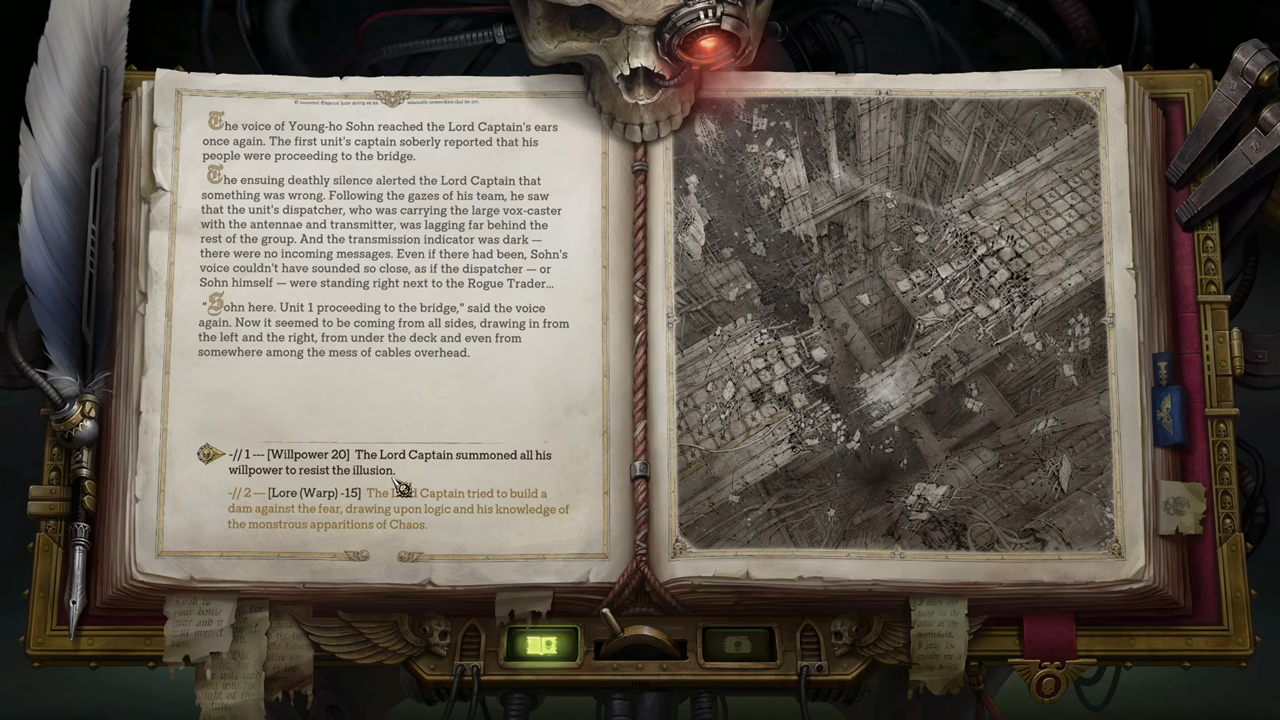 The voice of Young-ho Sohn reached the Lord Captain's ears
once again. The first unit's captain soberly reported that his
people were proceeding to the bridge.
The ensuing deathly silence alerted the Lord Captain that
something was wrong. Following the gazes of his team, he saw
that the unit's dispatcher, who was carrying the large vox-caster
with the antennae and transmitter, was lagging far behind the
rest of the group. And the transmission indicator was dark —
there were no incoming messages. Even if there had been, Sohn's
voice couldn't have sounded so close, as if the dispatcher — or
Sohn himself — were standing right next to the Rogue Trader...
"Sohn here. Unit 1 proceeding to the bridge," said the voice
again. Now it seemed to be coming from all sides, drawing in from
the left and the right, from under the deck and even from
somewhere among the mess of cables overhead.
-// 1 --- [Willpower 20] The Lord Captain summoned all his
willpower to resist the illusion.
-// 2 --- [Lore (Warp) -15] The Captain tried to build a
dam against the fear, drawing upon logic and his knowledge of
the monstrous apparitions of Chaos.